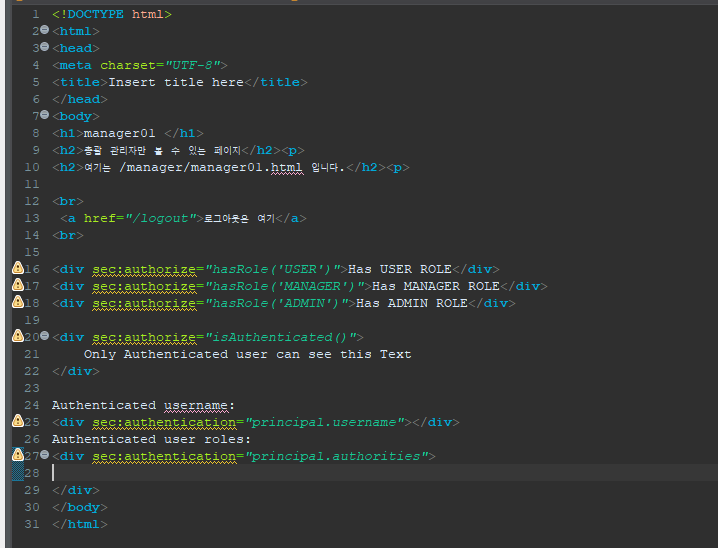 1 <!DOCTYPE html>
2 <html>
3 <head>
4 <meta charset="UTF-8">
5 <title>Insert title here</title>
6 </head>
7 <body>
8 <h1>manager01 </h1>
9 <h2>총괄 관리자만 볼 수 있는 페이지</h2><p>
10 <h2>여기는 /manager/manager01.html 입니다.</h2><p>
11
12 <br>
13 <a href="/logout">로그아웃은 여기</a>
14 <br>
15
16 <div sec:authorize="hasRole('USER')">Has USER ROLE</div>
17 <div sec:authorize="hasRole('MANAGER')">Has MANAGER ROLE</div>
18 <div sec:authorize="hasRole('ADMIN')">Has ADMIN ROLE</div>
19
20 <div sec:authorize="isAuthenticated()">
21 Only Authenticated user can see this Text
22 </div>
23
24 Authenticated username:
25 <div sec:authentication="principal.username"></div>
26 Authenticated user roles:
27 <div sec:authentication="principal.authorities">
28
29 </div>
30 </body>
31 </html>